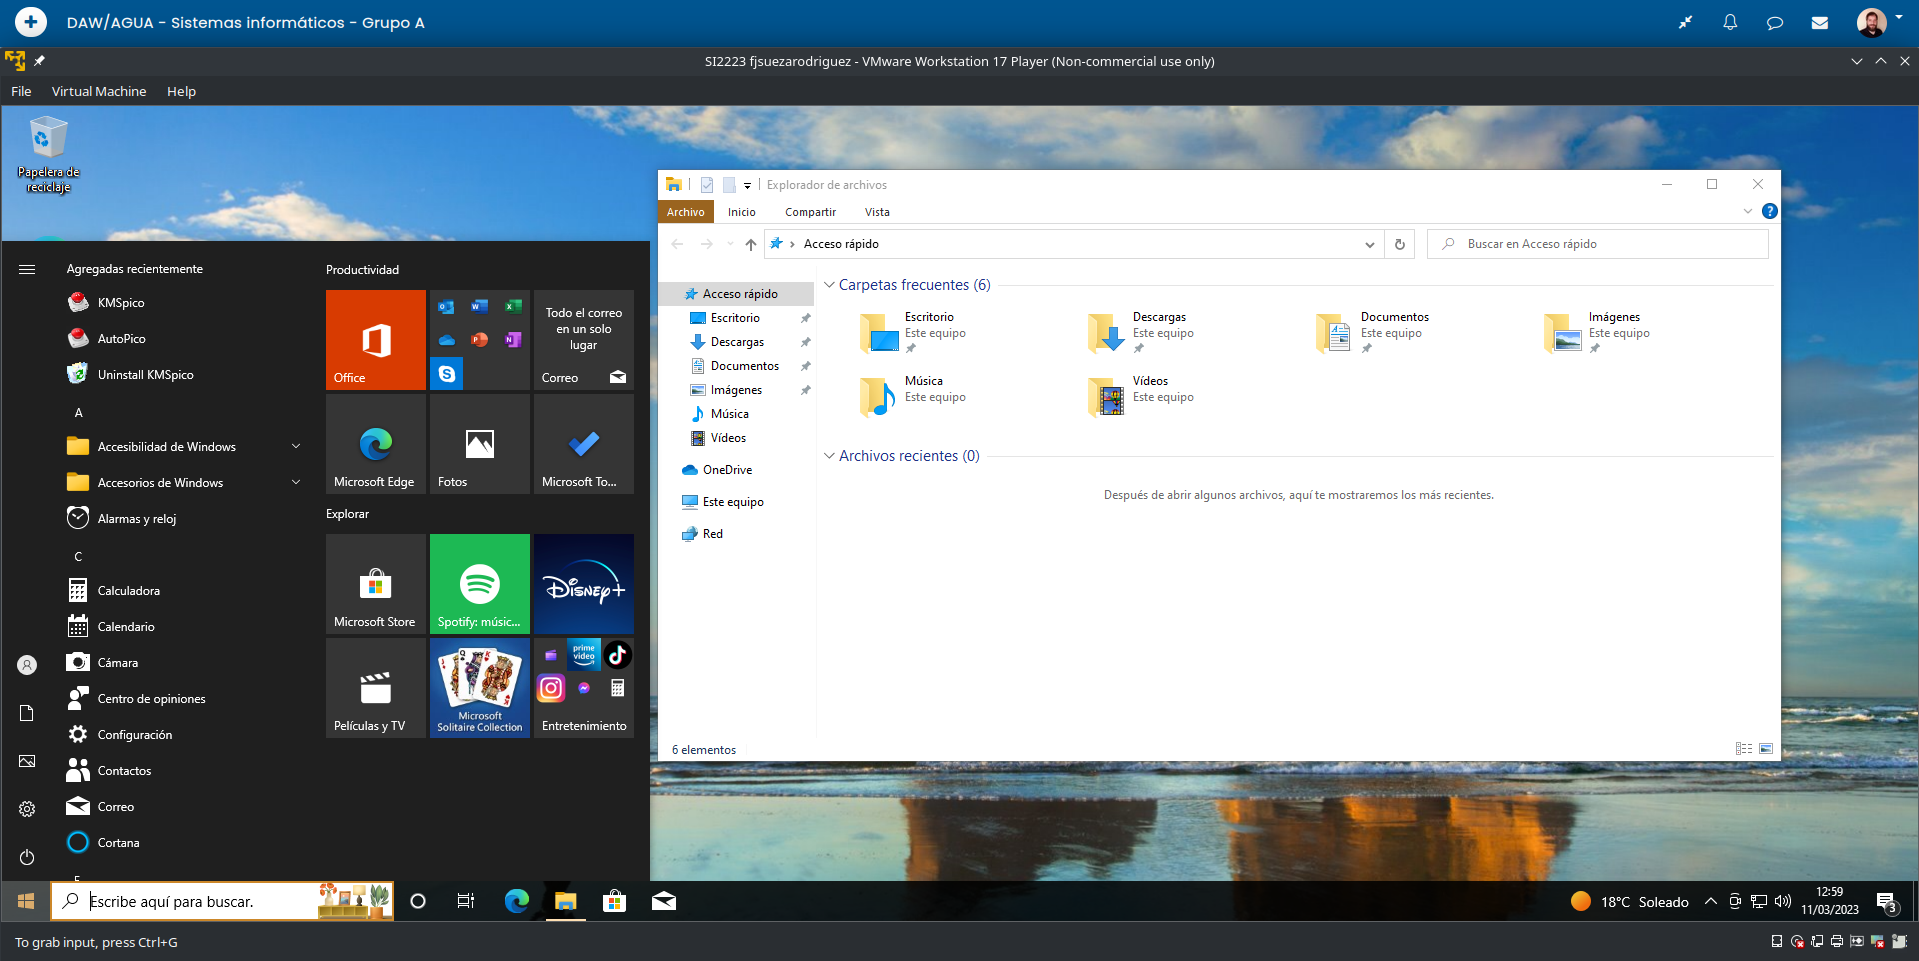 DAW/AGUA - Sistemas informáticos - Grupo A
SI2223 fjsuezarodriguez - VMware Workstation 17 Player (Non-commercial use only)
File Virtual Machine Help
Papelera de
reciclaje
Explorador de archivos
Archivo Inicio Compartir Vista
Acceso rápido
Buscar en Acceso rápido
Acceso rápido
Escritorio
Descargas
Documentos
Imágenes
Música
Vídeos
OneDrive
Este equipo
Red
Carpetas frecuentes (6)
Escritorio
Este equipo
Descargas
Este equipo
Documentos
Este equipo
Imágenes
Este equipo
Música
Este equipo
Vídeos
Este equipo
Archivos recientes (0)
Después de abrir algunos archivos, aquí te mostraremos los más recientes.
6 elementos
Agregadas recientemente
KMSpico
AutoPico
Uninstall KMSpico
A
Accesibilidad de Windows
Accesorios de Windows
Alarmas y reloj
C
Calculadora
Calendario
Cámara
Centro de opiniones
Configuración
Contactos
Correo
Cortana
Productividad
Office
Todo el correo
en un solo
lugar
Correo
Microsoft Edge
Fotos
Microsoft To...
Explorar
Microsoft Store
Spotify: músic...
Disney+
Películas y TV
Microsoft
Solitaire Collection
prime
video
Entretenimiento
Escribe aquí para buscar.
18°C Soleado
12:59
11/03/2023
3
To grab input, press Ctrl+G